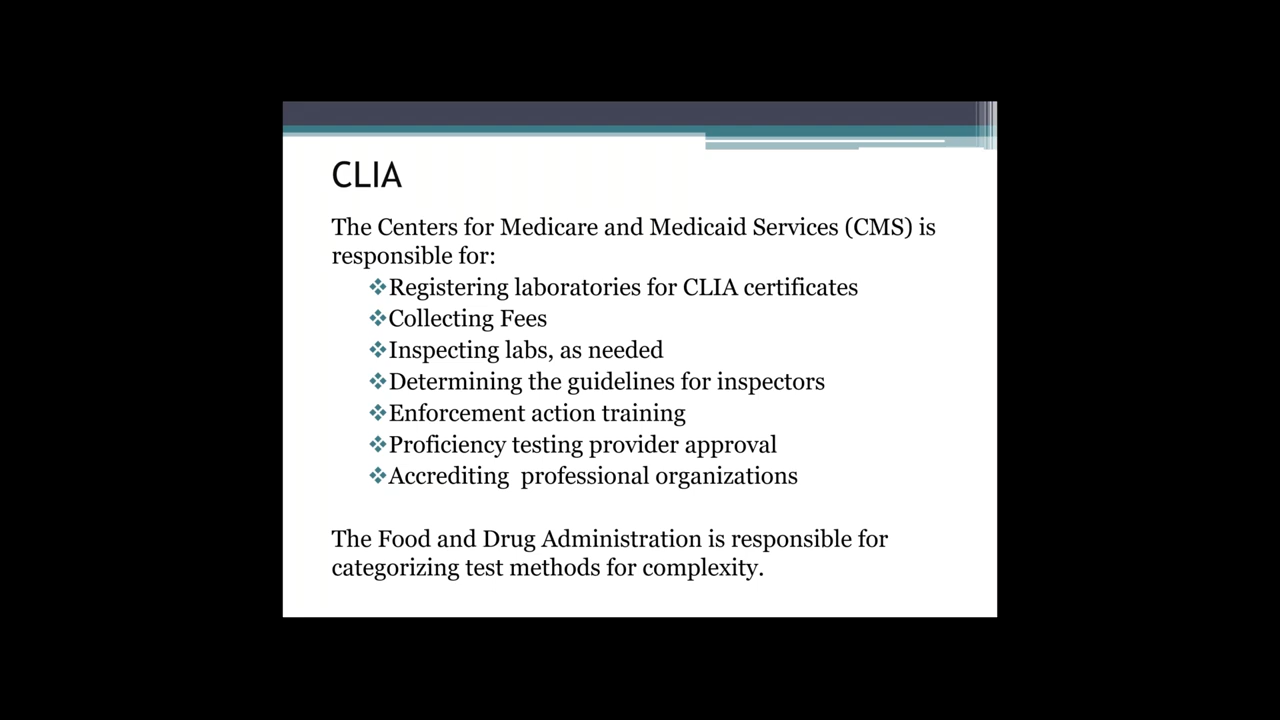 CLIA
The Centers for Medicare and Medicaid Services (CMS) is
responsible for:
❖Registering laboratories for CLIA certificates
❖Collecting Fees
❖Inspecting labs, as needed
❖Determining the guidelines for inspectors
❖Enforcement action training
❖Proficiency testing provider approval
❖Accrediting  professional organizations
The Food and Drug Administration is responsible for
categorizing test methods for complexity.